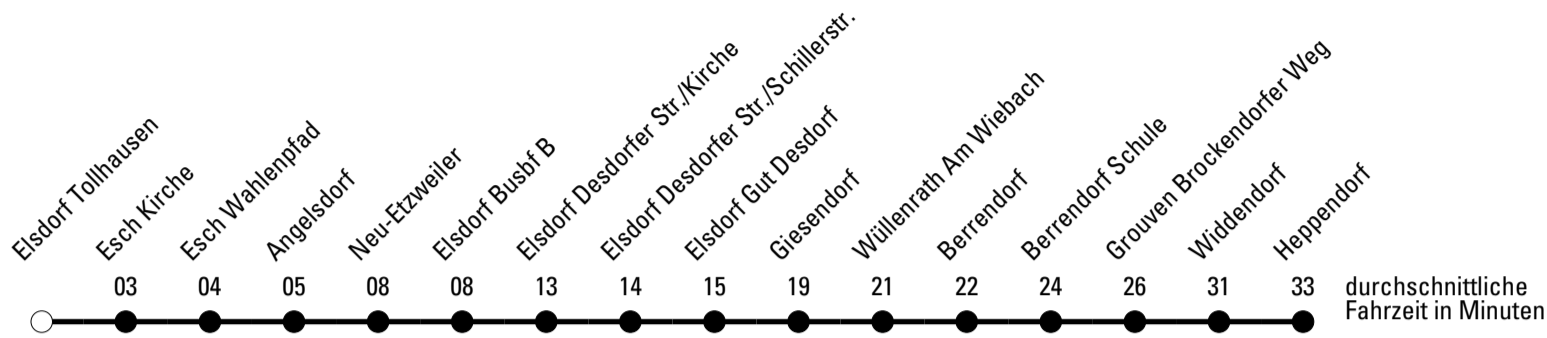 Elsdorf Tollhausen
Esch Kirche
Esch Wahlenpfad
Angelsdorf
Neu-Etzweiler
Elsdorf Busbf B
Elsdorf Desdorfer Str./Kirche
Elsdorf Desdorfer Str./Schillerstr.
Elsdorf Gut Desdorf
Giesendorf
Wüllenrath Am Wiebach
Berrendorf
Berrendorf Schule
Grouven Brockendorfer Weg
Widdendorf
Heppendorf
03 04 05 08 08 13 14 15 19 21 22 24 26 31 33
durchschnittliche
Fahrzeit in Minuten